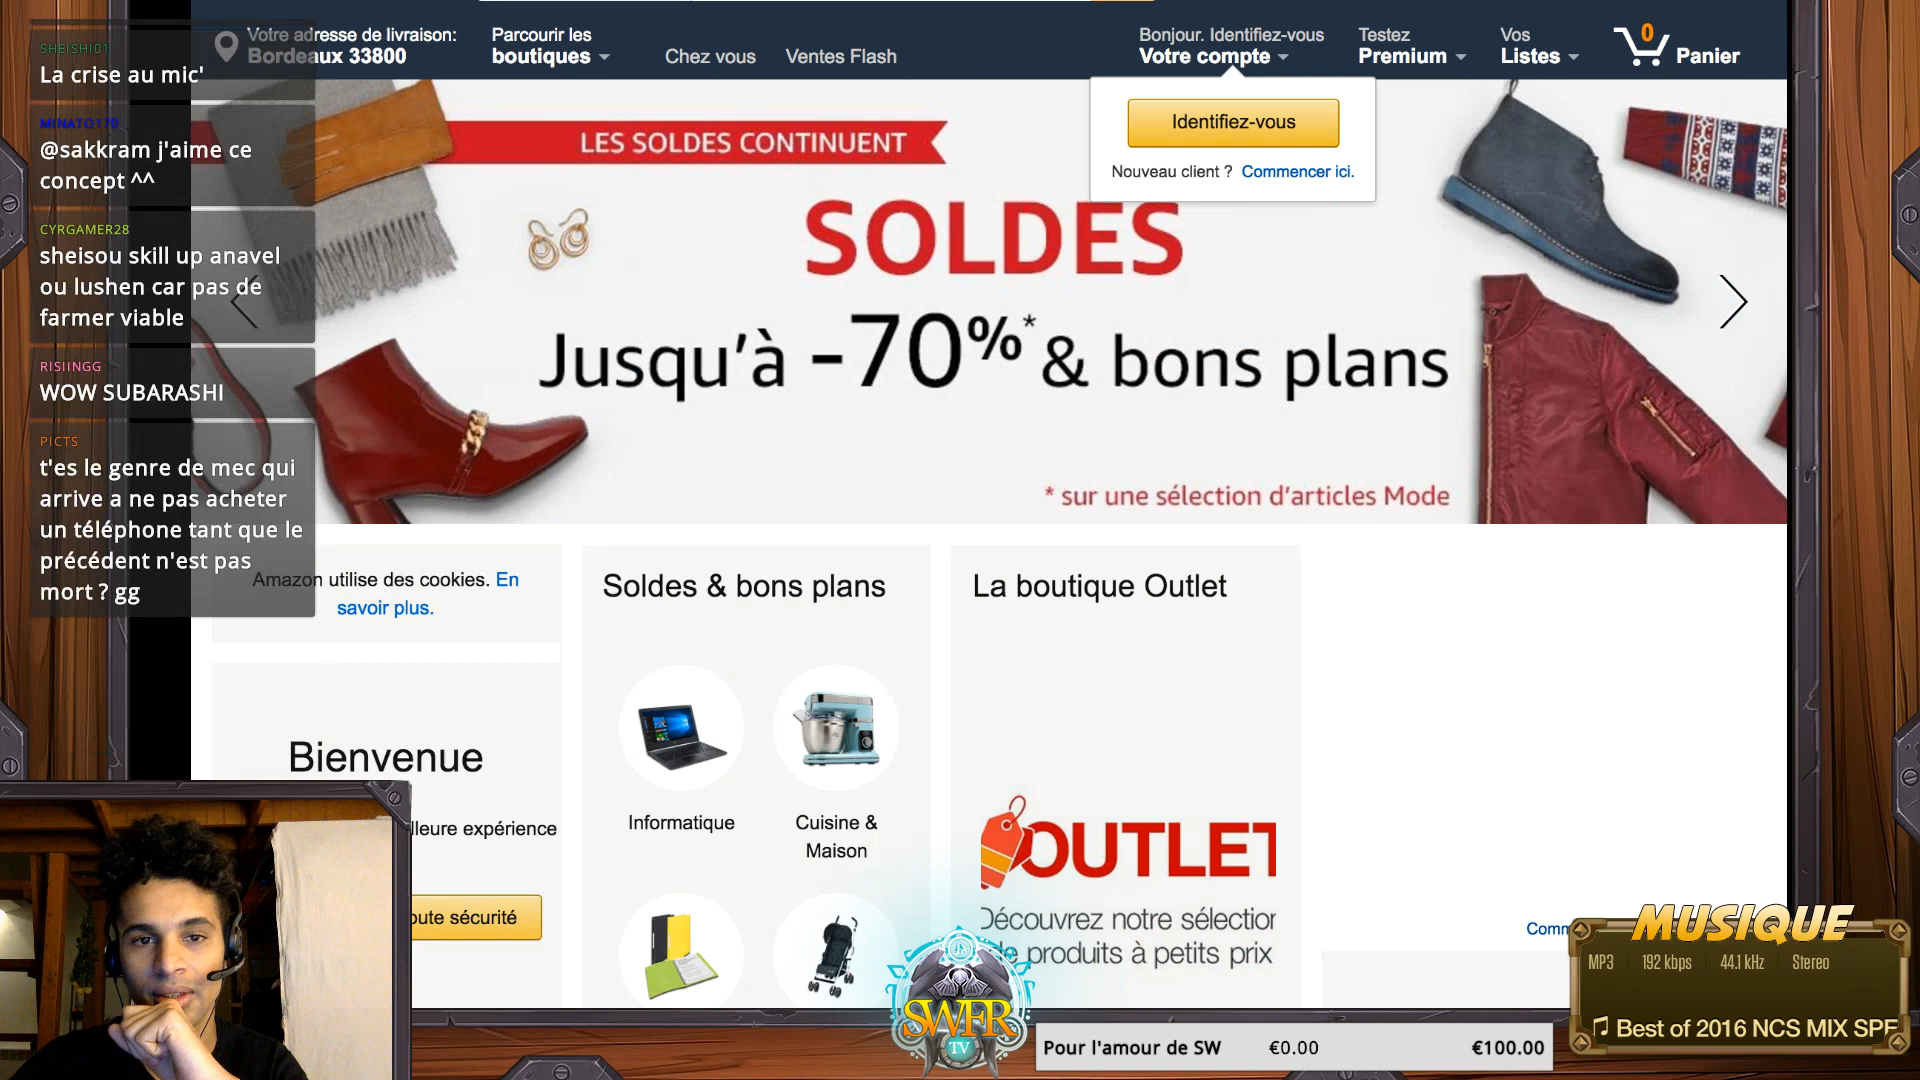 SHEISHI01
La crise au mic'
MINATO170
@sakkram j'aime ce
concept ^^
CYRGAMER28
sheisou skill up anavel
ou lushen car pas de
farmer viable
RISIINGG
WOW SUBARASHI
PICTS
t'es le genre de mec qui
arrive a ne pas acheter
un téléphone tant que le
précédent n'est pas
mort ? gg
Votre adresse de livraison:
Bordeaux 33800
Parcourir les
boutiques
Chez vous
Ventes Flash
Bonjour. Identifiez-vous
Votre compte
Testez
Premium
Vos
Listes
0
Panier
Identifiez-vous
Nouveau client ? Commencer ici.
LES SOLDES CONTINUENT
SOLDES
Jusqu'à -70%* & bons plans
* sur une sélection d'articles Mode
Amazon utilise des cookies. En
savoir plus.
Bienvenue
lleure expérience
oute sécurité
Soldes & bons plans
Informatique
Cuisine &
Maison
La boutique Outlet
OUTLET
Découvrez notre sélection
de produits à petits prix
Comm
SWFR
TV
Pour l'amour de SW €0.00 €100.00
MUSIQUE
MP3 192 kbps 44.1 kHz Stereo
♫ Best of 2016 NCS MIX SPE